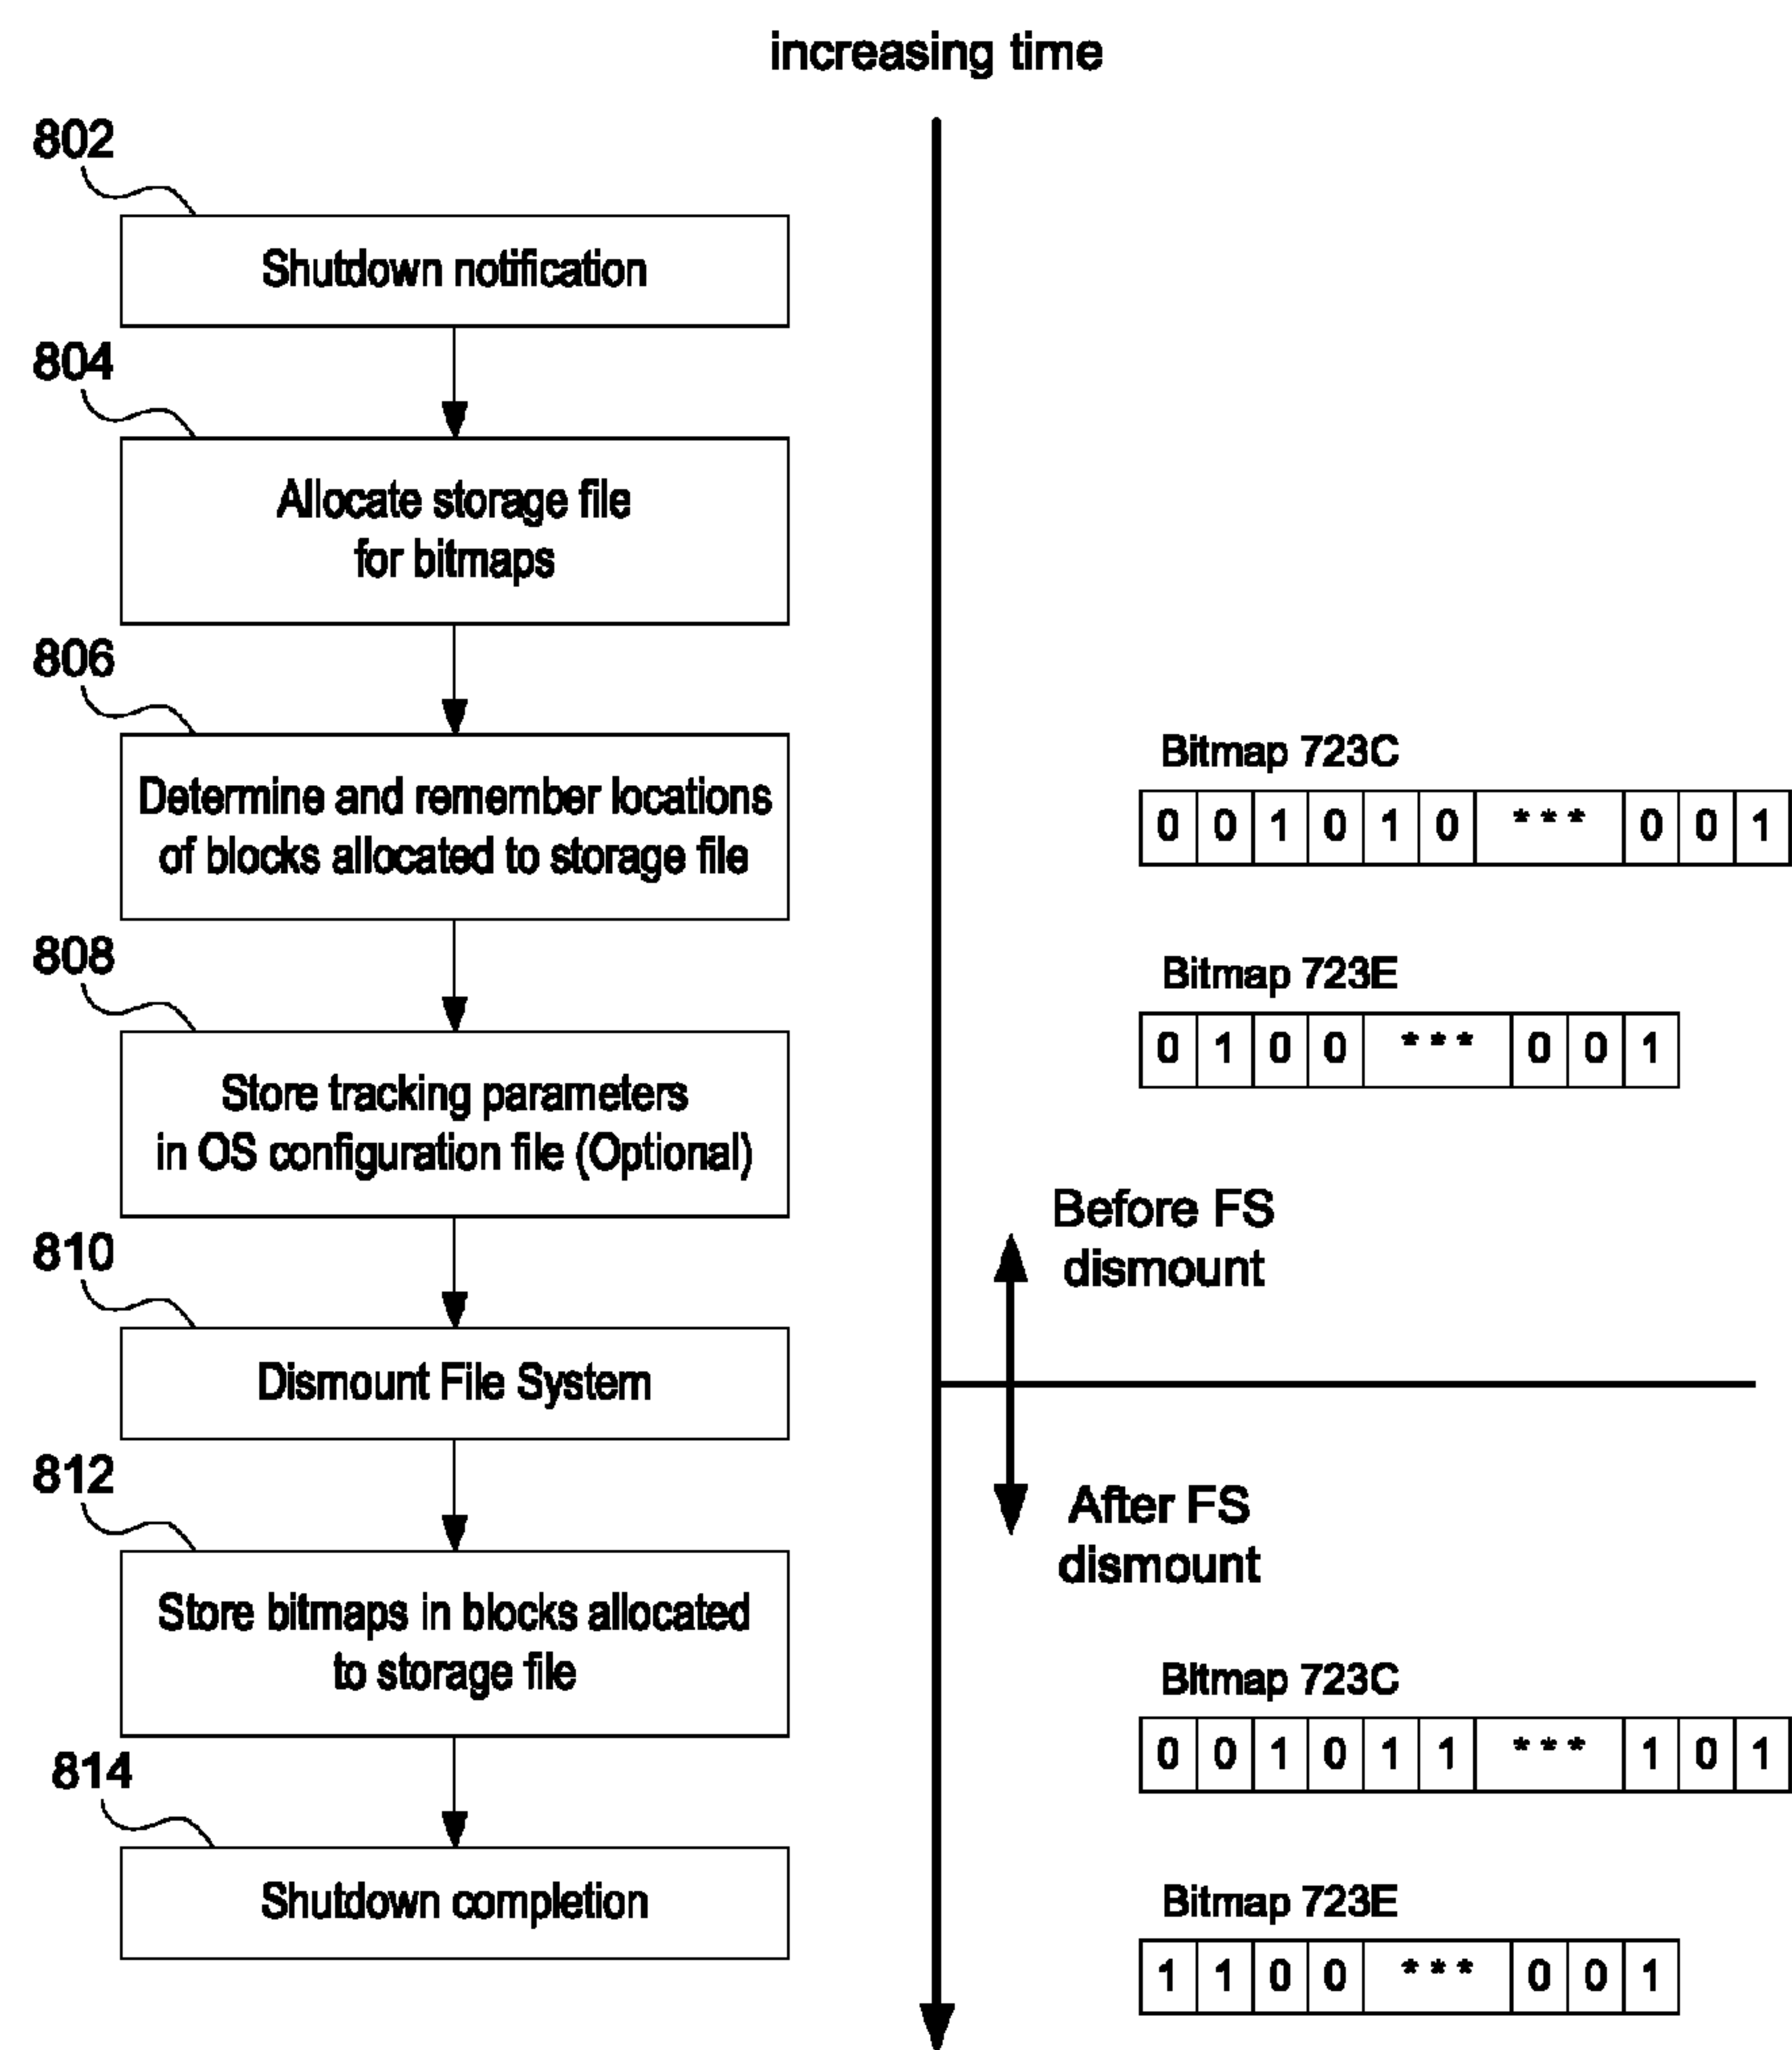 increasing time
802
Shutdown notification
804
Allocate storage file
for bitmaps
806
Determine and remember locations
of blocks allocated to storage file
808
Store tracking parameters
in OS configuration file (Optional)
810
Dismount File System
812
Store bitmaps in blocks allocated
to storage file
814
Shutdown completion
Bitmap 723C
0 0 1 0 1 0 *** 0 0 1
Bitmap 723E
0 1 0 0 *** 0 0 1
Before FS
dismount
After FS
dismount
Bitmap 723C
0 0 1 0 1 1 *** 1 0 1
Bitmap 723E
1 1 0 0 *** 0 0 1